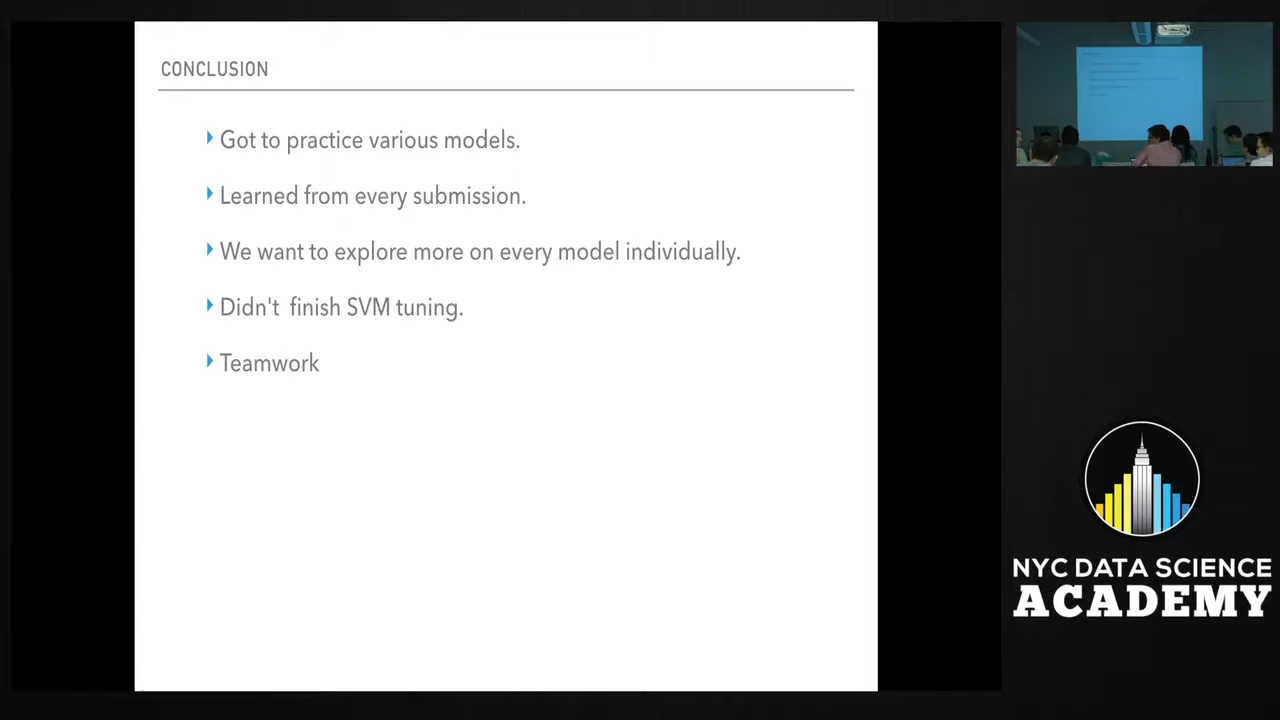 CONCLUSION
Got to practice various models.
Learned from every submission.
We want to explore more on every model individually.
Didn't  finish SVM tuning.
Teamwork
NYC DATA SCIENCE
ACADEMY